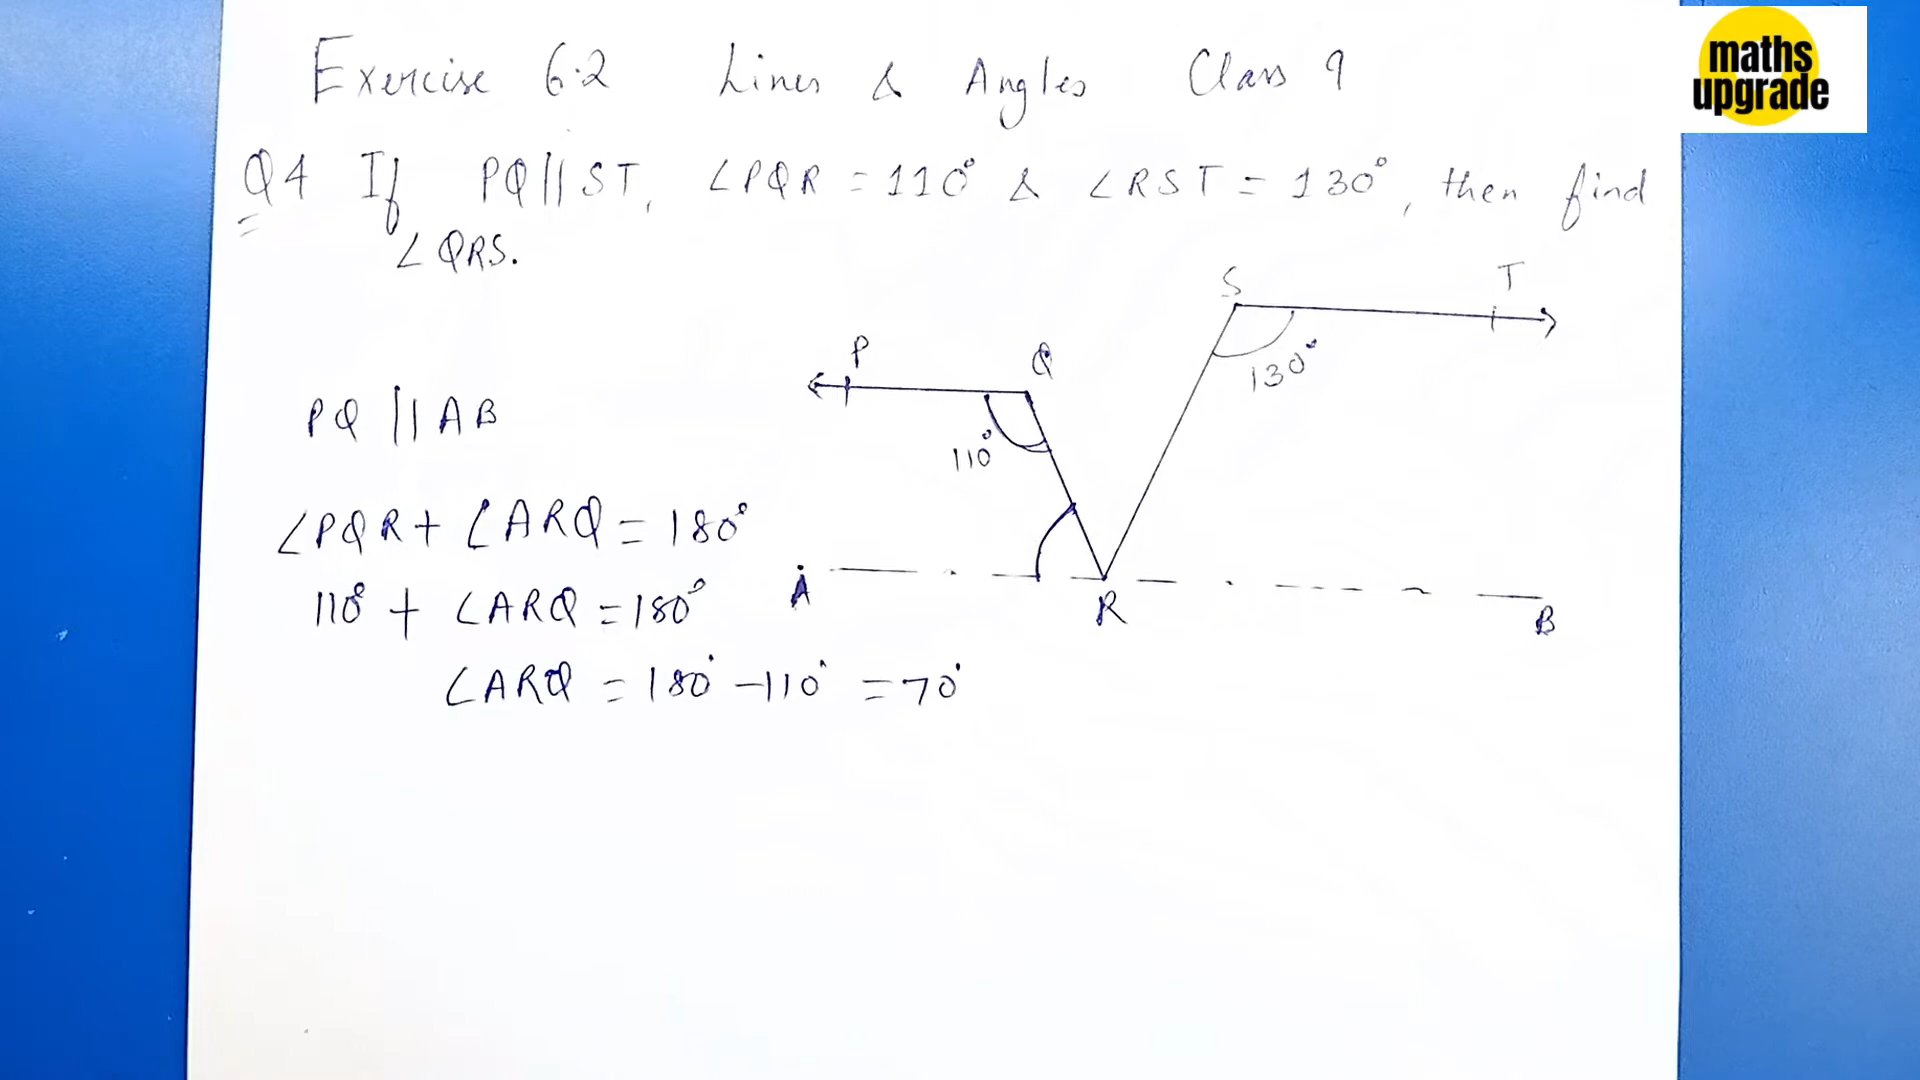 maths
upgrade
Exercise 6.2 Lines & Angles Class 9
Q4 If PQ || ST, ∠PQR = 110° & ∠RST = 130°, then find
∠QRS.
S T
P Q
130°
PQ || AB
110°
∠PQR + ∠ARQ = 180°
A R B
110° + ∠ARQ = 180°
∠ARQ = 180° - 110° = 70°